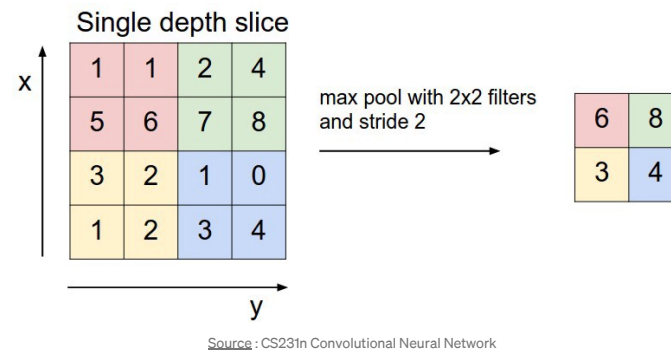 Single depth slice
x
1 1 2 4
5 6 7 8
3 2 1 0
1 2 3 4
y
max pool with 2x2 filters
and stride 2
6 8
3 4
Source : CS231n Convolutional Neural Network